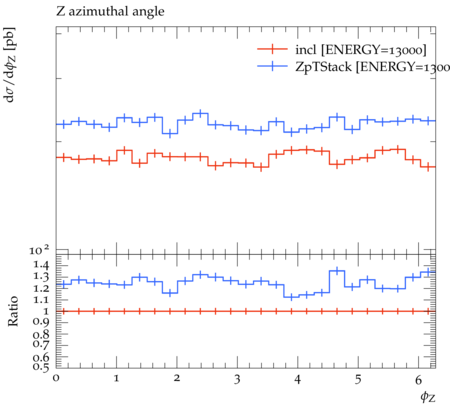 Z azimuthal angle
dσ/dϕZ [pb]
incl [ENERGY=13000]
ZpTStack [ENERGY=1300
10²
Ratio
1.4
1.3
1.2
1.1
1
0.9
0.8
0.7
0.6
0.5
0 1 2 3 4 5 6
ϕZ